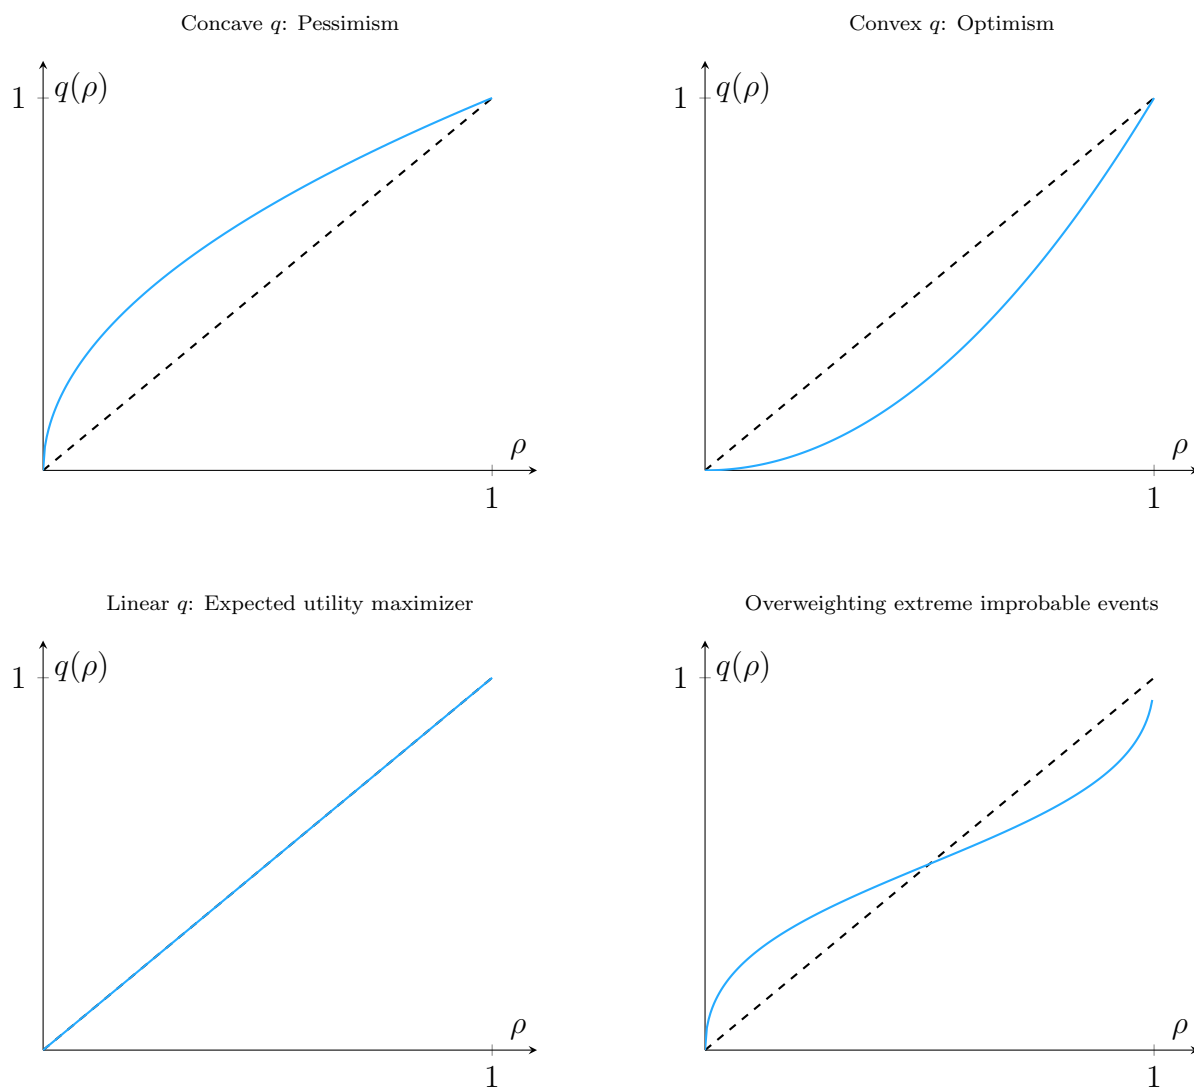 Concave q: Pessimism
q(ρ)
1
ρ
1
Convex q: Optimism
q(ρ)
1
ρ
1
Linear q: Expected utility maximizer
q(ρ)
1
ρ
1
Overweighting extreme improbable events
q(ρ)
1
ρ
1